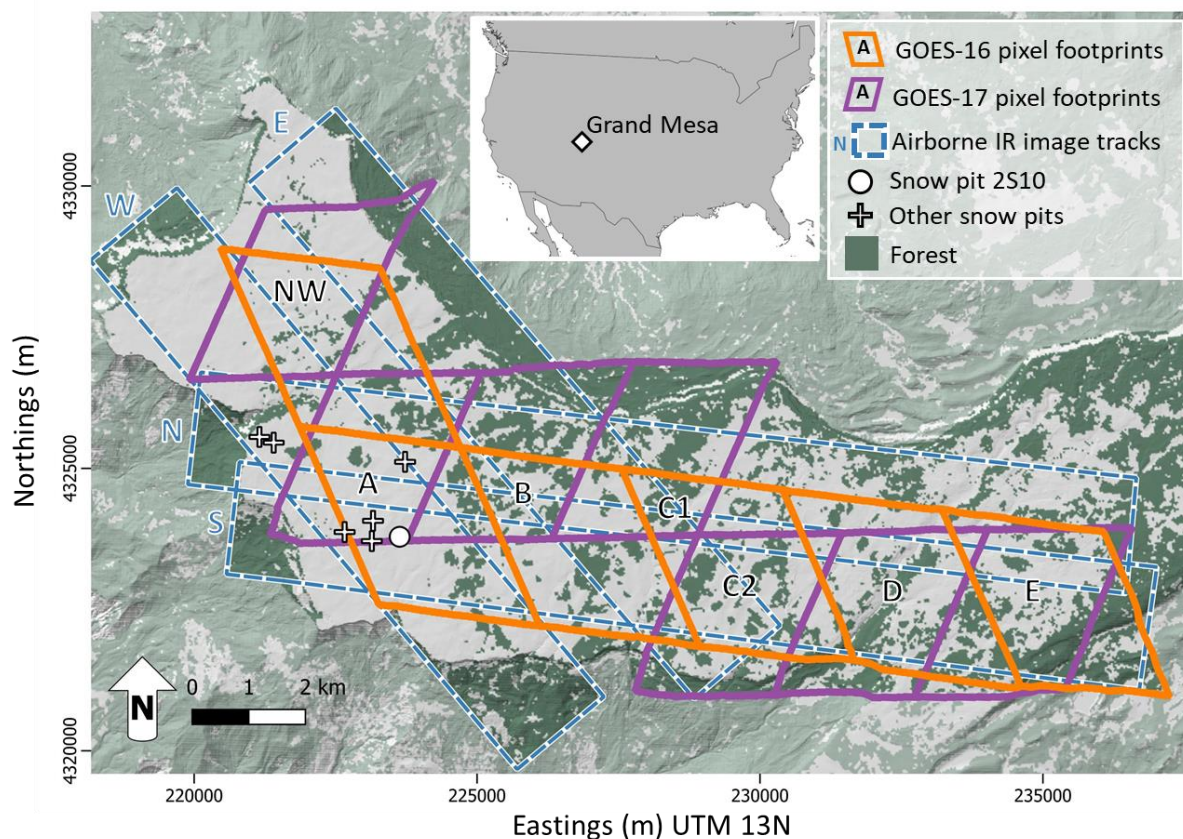 A GOES-16 pixel footprints
A GOES-17 pixel footprints
N Airborne IR image tracks
Snow pit 2S10
Other snow pits
Forest
Grand Mesa
E
W
NW
N
A
B
C1
S
C2
D
E
4330000
4325000
4320000
Northings (m)
0 1 2 km
N
220000 225000 230000 235000
Eastings (m) UTM 13N